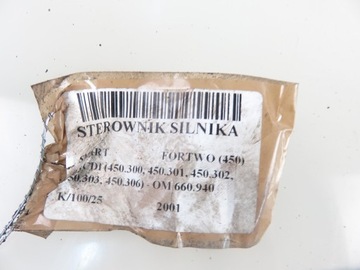 STEROWNIK SILNIKA
ART FORTWO (450)
CDI (450.300, 450.301, 450.302,
50.303, 450.306) - OM 660.940
K/100/25 2001